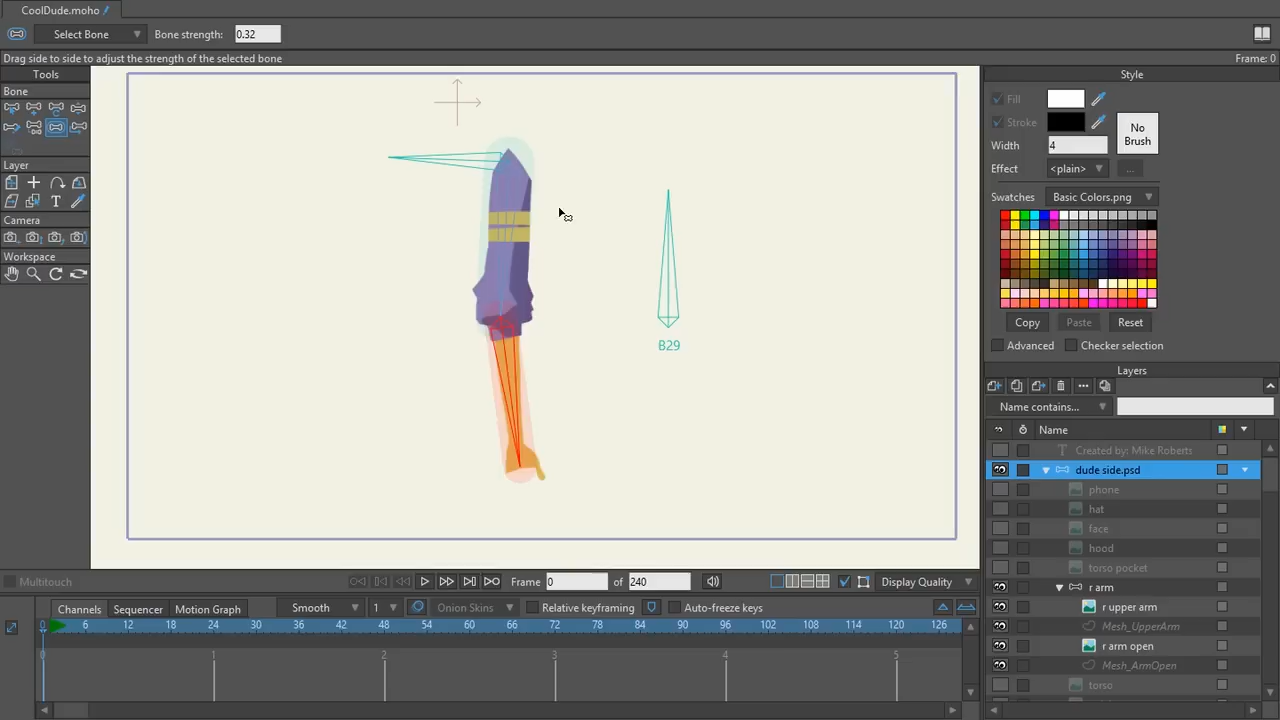 CoolDude.moho
Select Bone
Bone strength:
0.32
Drag side to side to adjust the strength of the selected bone
Frame: 0
Tools
Bone
Layer
T
Camera
Workspace
B29
Style
Fill
Stroke
No
Brush
Width
4
Effect
<plain>
...
Swatches
Basic Colors.png
Copy
Paste
Reset
Advanced
Checker selection
Layers
Name contains...
Name
T
Created by: Mike Roberts
dude side.psd
phone
hat
face
hood
torso pocket
r arm
r upper arm
Mesh_UpperArm
r arm open
Mesh_ArmOpen
torso
Multitouch
Frame
0
of
240
Display Quality
Channels
Sequencer
Motion Graph
Smooth
1
Onion Skins
Relative keyframing
Auto-freeze keys
0 6 12 18 24 30 36 42 48 54 60 66 72 78 84 90 96 102 108 114 120 126
0 1 2 3 4 5